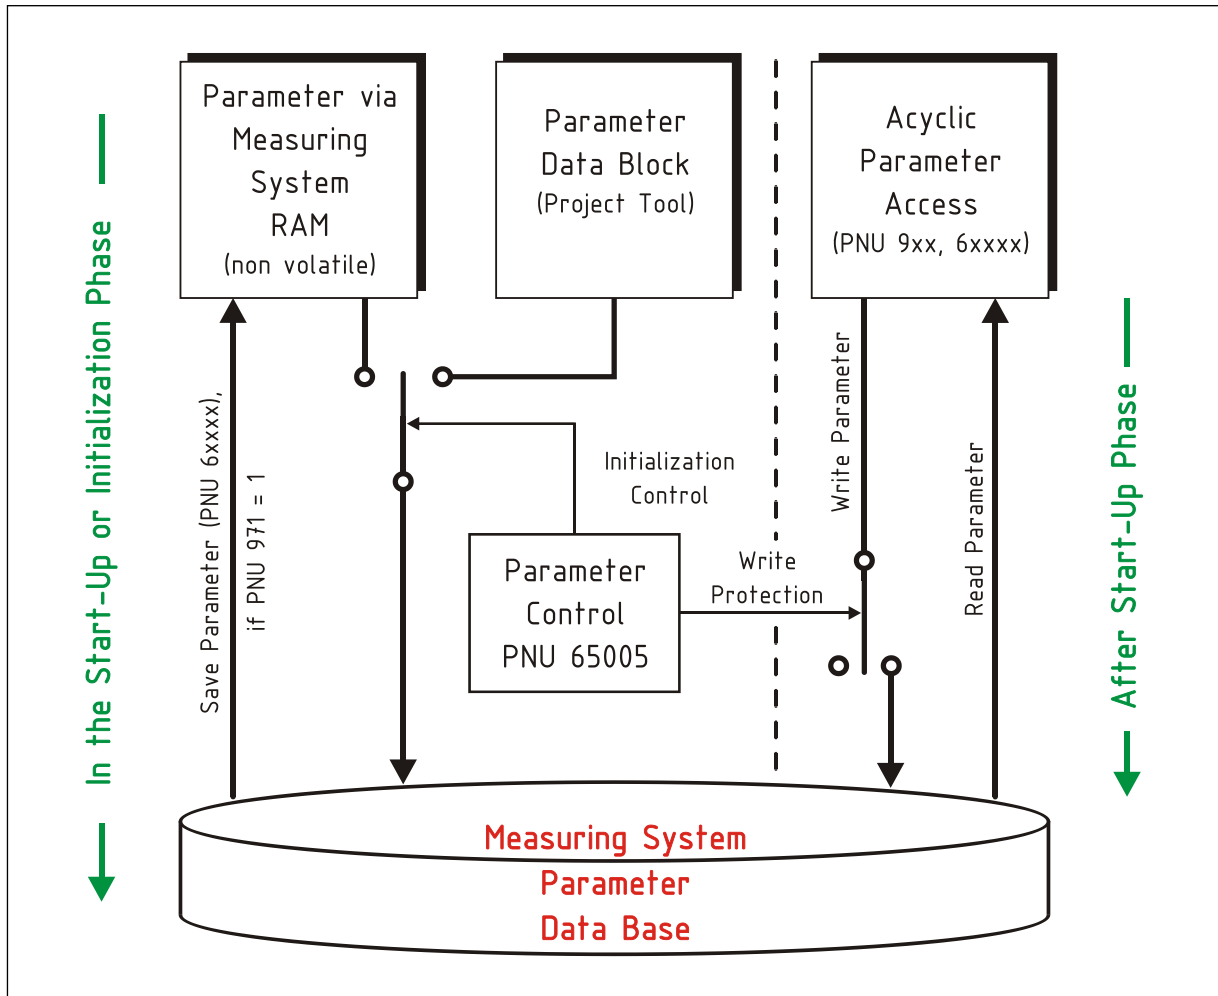 Parameter via
Measuring
System
RAM
(non volatile)
Parameter
Data Block
(Project Tool)
Acyclic
Parameter
Access
(PNU 9xx, 6xxxx)
In the Start-Up or Initialization Phase
Save Parameter (PNU 6xxxx),
if PNU 971 = 1
Initialization
Control
Parameter
Control
PNU 65005
Write
Protection
Write Parameter
Read Parameter
After Start-Up Phase
Measuring System
Parameter
Data Base